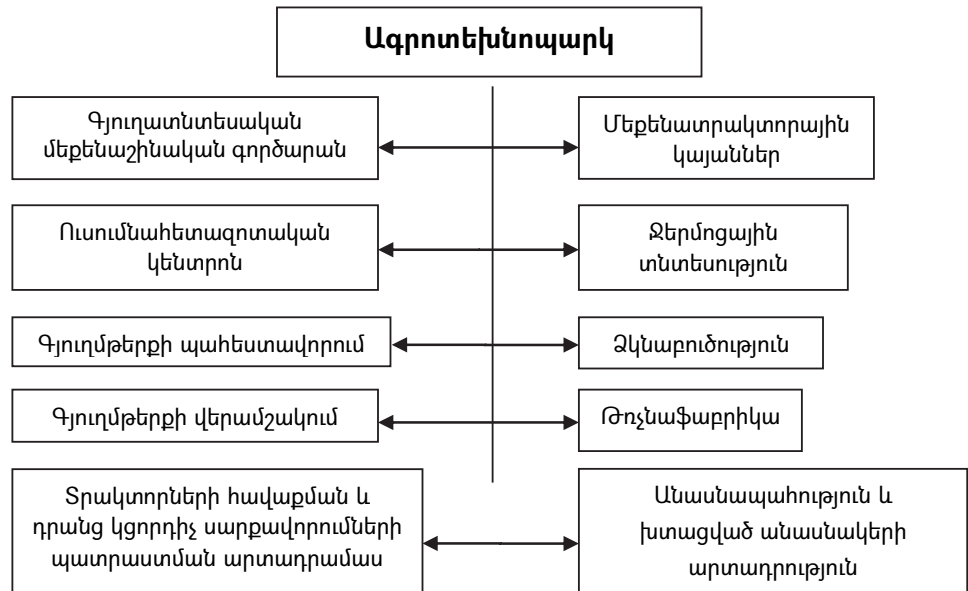 Ագրոտեխնոպարկ
Գյուղատնտեսական
մեքենաշինական գործարան
Մեքենատրակտորային
կայաններ
Ուսումնահետազոտական
կենտրոն
Ջերմոցային
տնտեսություն
Գյուղմթերքի պահեստավորում
Ձկնաբուծություն
Գյուղմթերքի վերամշակում
Թռչնաֆաբրիկա
Տրակտորների հավաքման և
դրանց կցորդիչ սարքավորումների
պատրաստման արտադրամաս
Անասնապահություն և
խտացված անասնակերի
արտադրություն